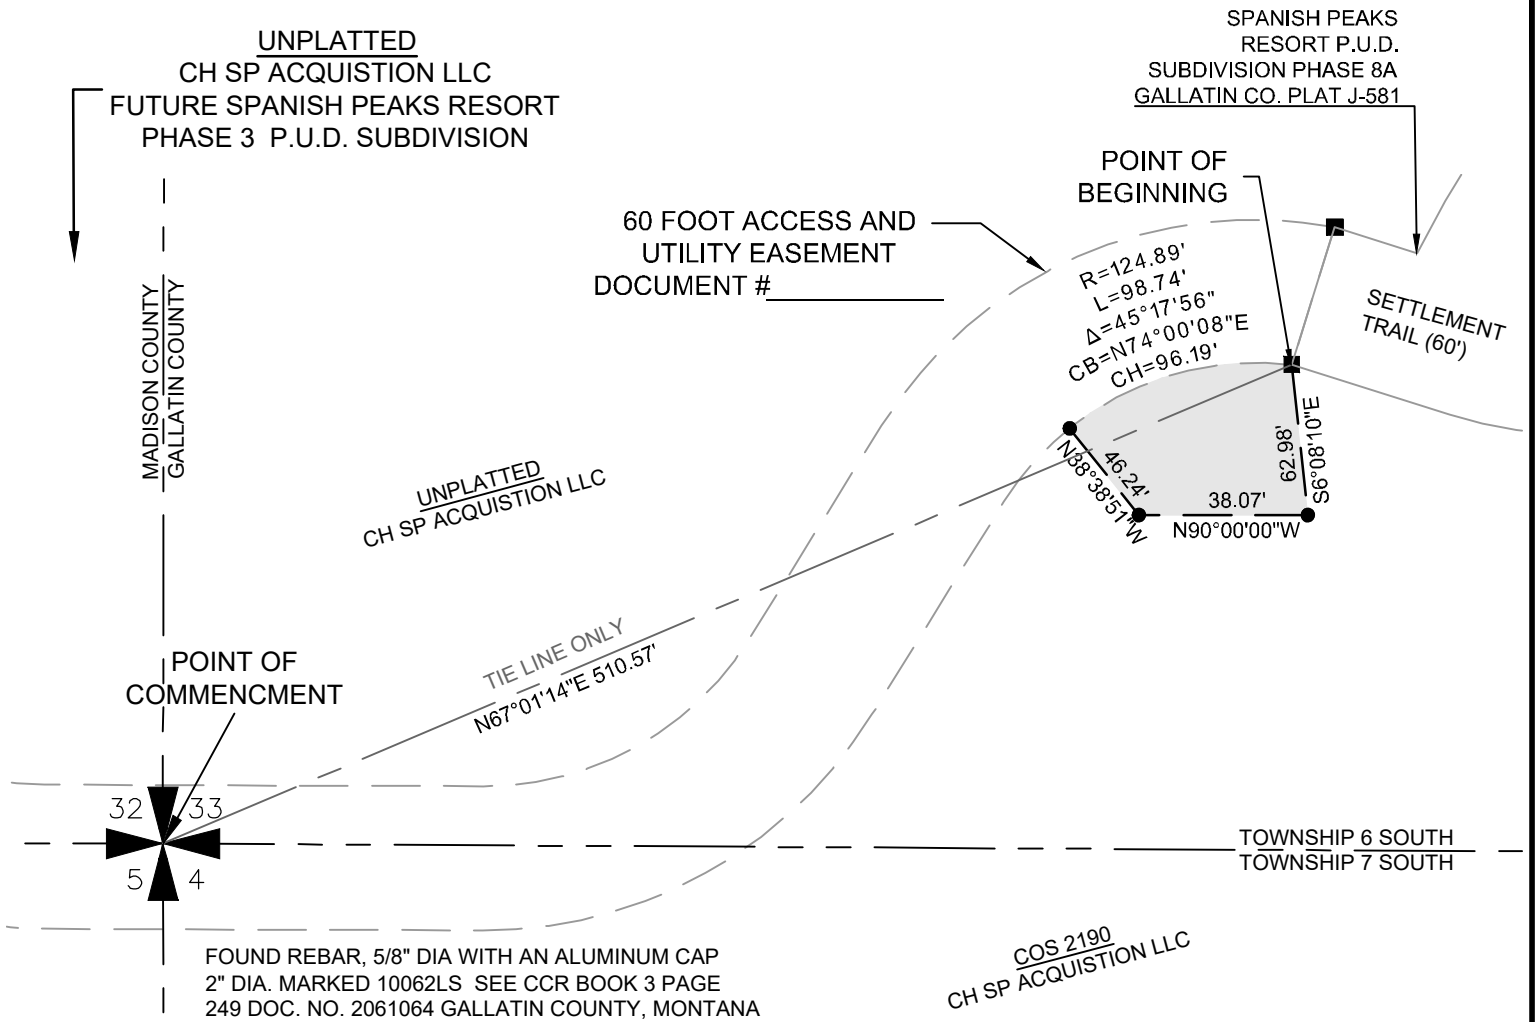 UNPLATTED
CH SP ACQUISTION LLC
FUTURE SPANISH PEAKS RESORT
PHASE 3 P.U.D. SUBDIVISION
SPANISH PEAKS
RESORT P.U.D.
SUBDIVISION PHASE 8A
GALLATIN CO. PLAT J-581
POINT OF
BEGINNING
60 FOOT ACCESS AND
UTILITY EASEMENT
DOCUMENT #
R=124.89'
L=98.74'
Δ=45°17'56"
CB=N74°00'08"E
CH=96.19'
SETTLEMENT
TRAIL (60')
MADISON COUNTY
GALLATIN COUNTY
46.24'
N38°38'51"W
62.98'
S6°08'10"E
38.07'
N90°00'00"W
UNPLATTED
CH SP ACQUISTION LLC
TIE LINE ONLY
N67°01'14"E 510.57'
POINT OF
COMMENCMENT
32 33
5 4
TOWNSHIP 6 SOUTH
TOWNSHIP 7 SOUTH
FOUND REBAR, 5/8" DIA WITH AN ALUMINUM CAP
2" DIA. MARKED 10062LS SEE CCR BOOK 3 PAGE
249 DOC. NO. 2061064 GALLATIN COUNTY, MONTANA
COS 2190
CH SP ACQUISTION LLC